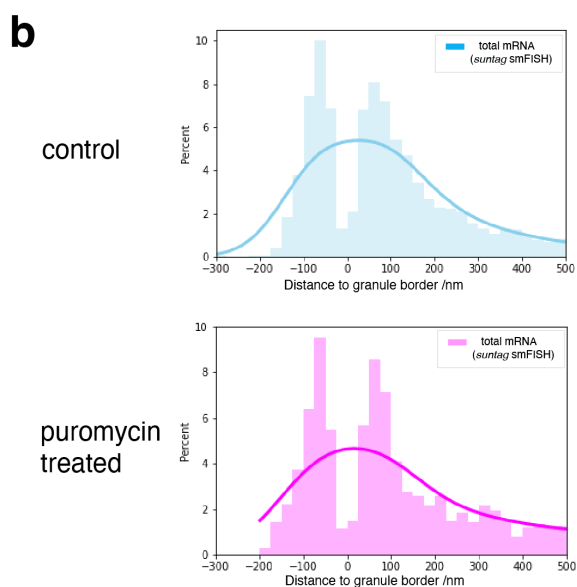 b
control
total mRNA
(suntag smFISH)
Percent
10
8
6
4
2
0
−300 −200 −100 0 100 200 300 400 500
Distance to granule border /nm
puromycin
treated
total mRNA
(suntag smFISH)
Percent
10
8
6
4
2
0
−300 −200 −100 0 100 200 300 400 500
Distance to granule border /nm